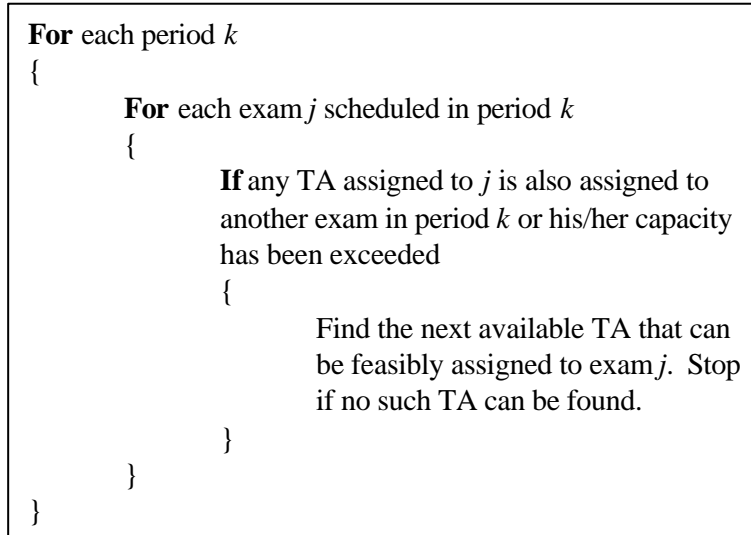 For each period k
{
For each exam j scheduled in period k
{
If any TA assigned to j is also assigned to
another exam in period k or his/her capacity
has been exceeded
{
Find the next available TA that can
be feasibly assigned to exam j. Stop
if no such TA can be found.
}
}
}